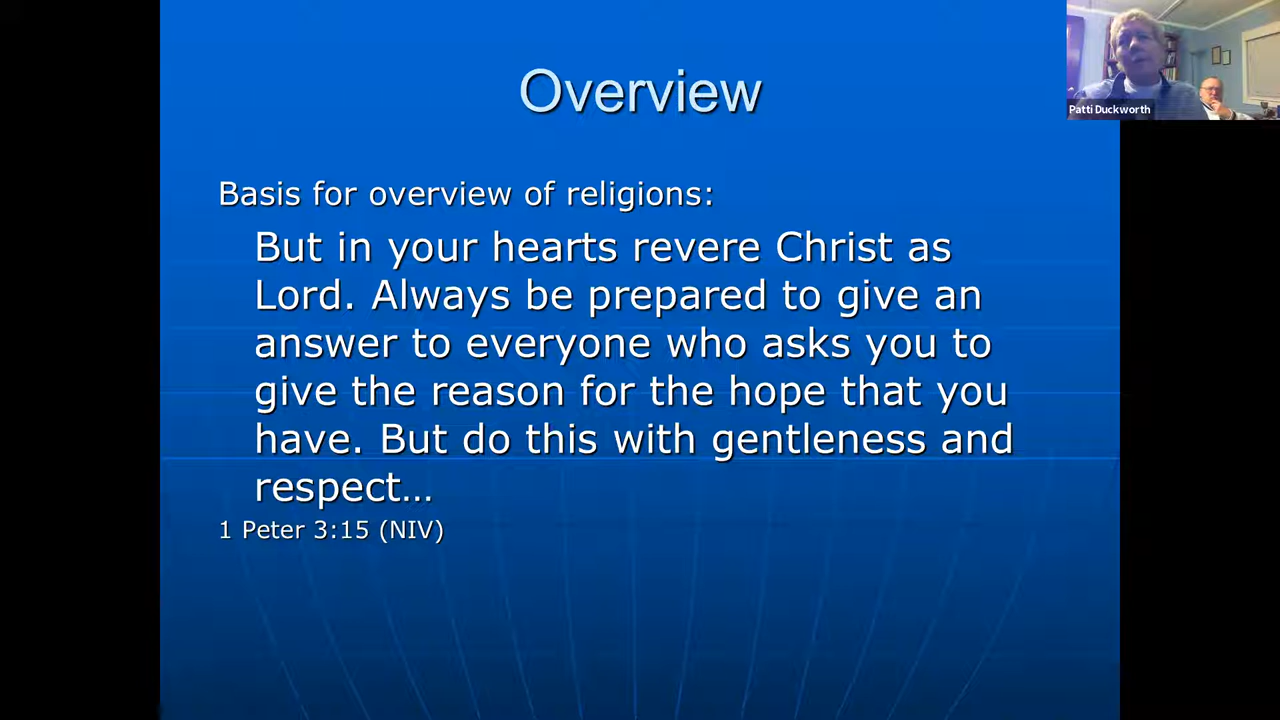 Overview
Patti Duckworth
Basis for overview of religions:
But in your hearts revere Christ as
Lord. Always be prepared to give an
answer to everyone who asks you to
give the reason for the hope that you
have. But do this with gentleness and
respect…
1 Peter 3:15 (NIV)